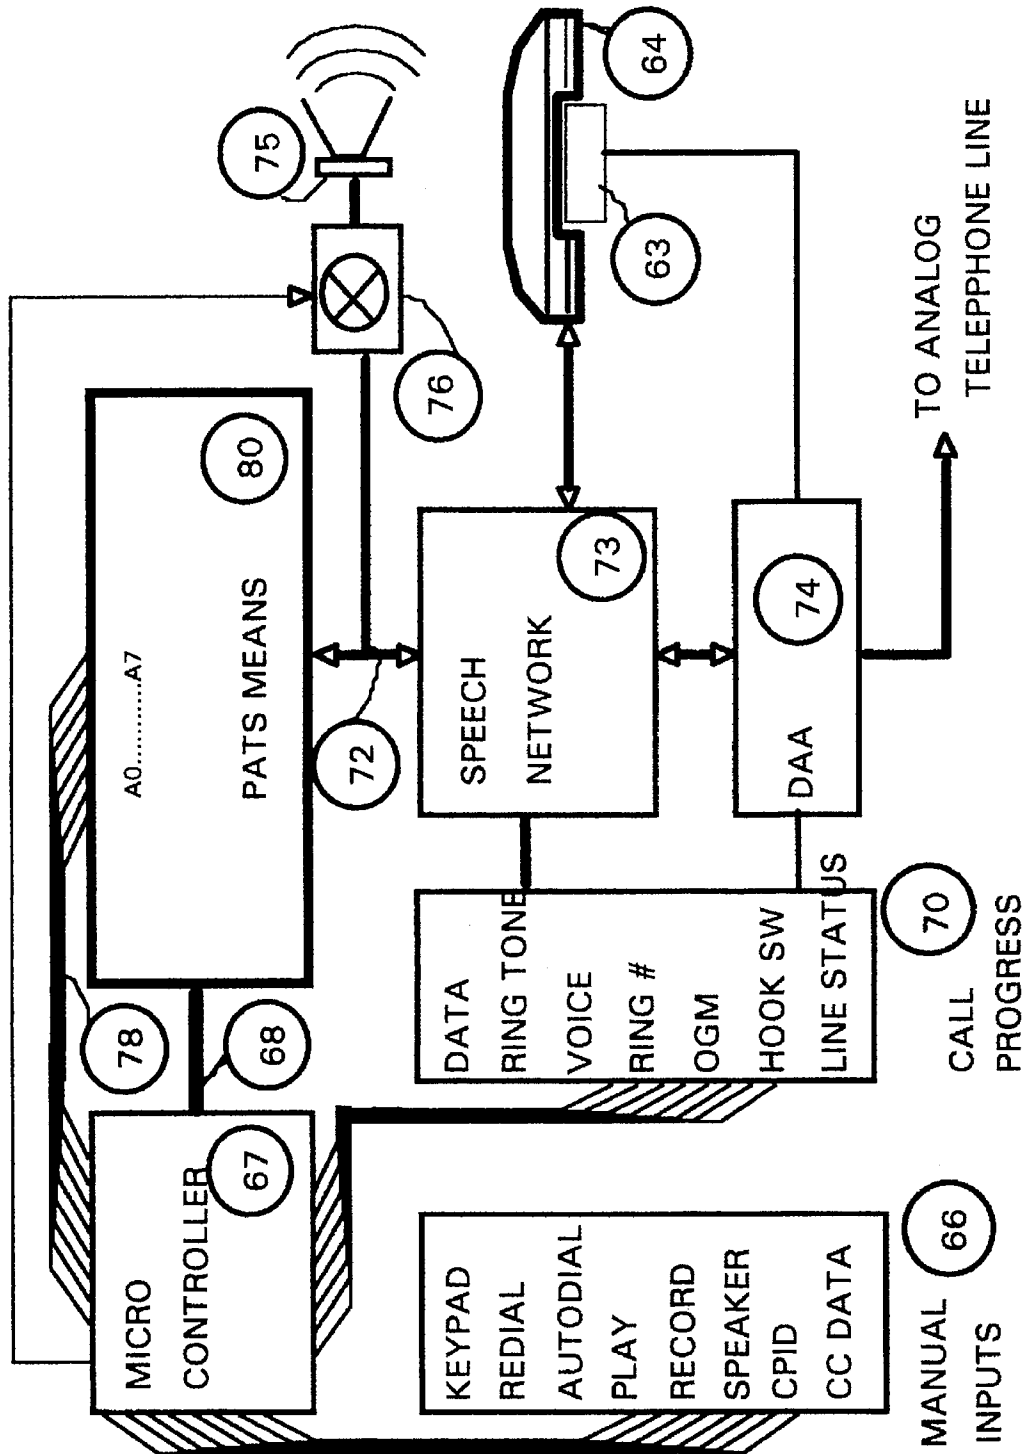 MICRO
CONTROLLER
67
78
68
A0..........A7
PATS MEANS
80
72
76
75
KEYPAD
REDIAL
AUTODIAL
PLAY
RECORD
SPEAKER
CPID
CC DATA
MANUAL
INPUTS
66
DATA
RING TONE
VOICE
RING #
OGM
HOOK SW
LINE STATUS
CALL
PROGRESS
70
SPEECH
NETWORK
73
DAA
74
63
64
TO ANALOG
TELEPPHONE LINE